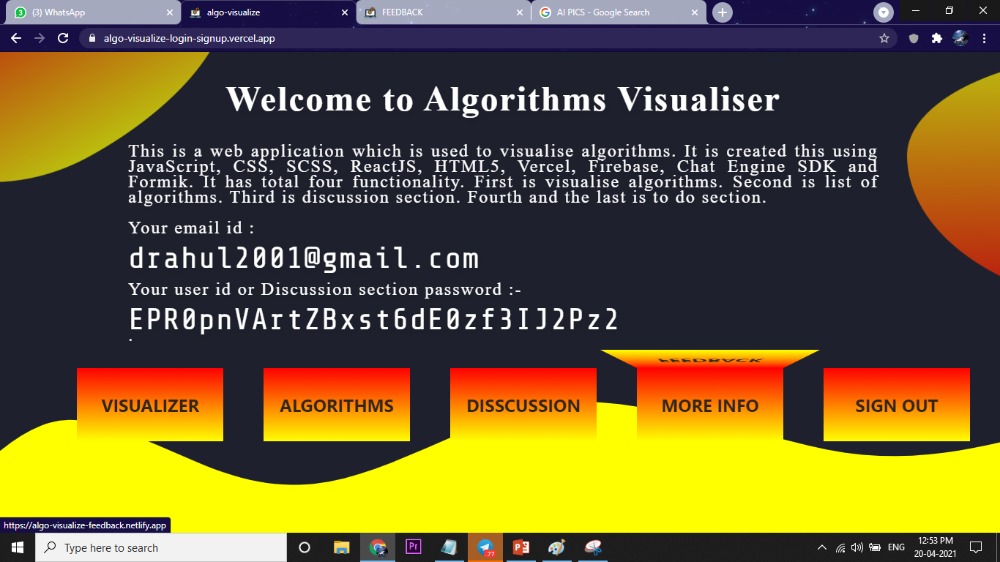 (3) WhatsApp
algo-visualize
FEEDBACK
AI PICS - Google Search
algo-visualize-login-signup.vercel.app
Welcome to Algorithms Visualiser
This is a web application which is used to visualise algorithms. It is created this using
JavaScript, CSS, SCSS, ReactJS, HTML5, Vercel, Firebase, Chat Engine SDK and
Formik. It has total four functionality. First is visualise algorithms. Second is list of
algorithms. Third is discussion section. Fourth and the last is to do section.
Your email id :
drahul2001@gmail.com
Your user id or Discussion section password :-
EPR0pnVArtZBxst6dE0zf3IJ2Pz2
.
FEEDBACK
VISUALIZER
ALGORITHMS
DISSCUSSION
MORE INFO
SIGN OUT
https://algo-visualize-feedback.netlify.app
Type here to search
Pr
..77
ENG
12:53 PM
20-04-2021